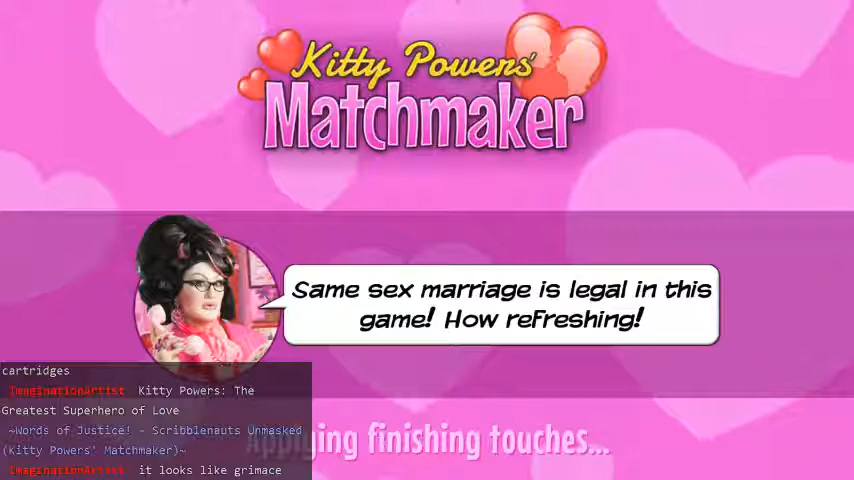 Kitty Powers'
Matchmaker
Same sex marriage is legal in this
game! How refreshing!
cartridges
ImaginationArtist Kitty Powers: The
Greatest Superhero of Love
~Words of Justice! - Scribblenauts Unmasked
(Kitty Powers' Matchmaker)~
ImaginationArtist it looks like grimace
Applying finishing touches...